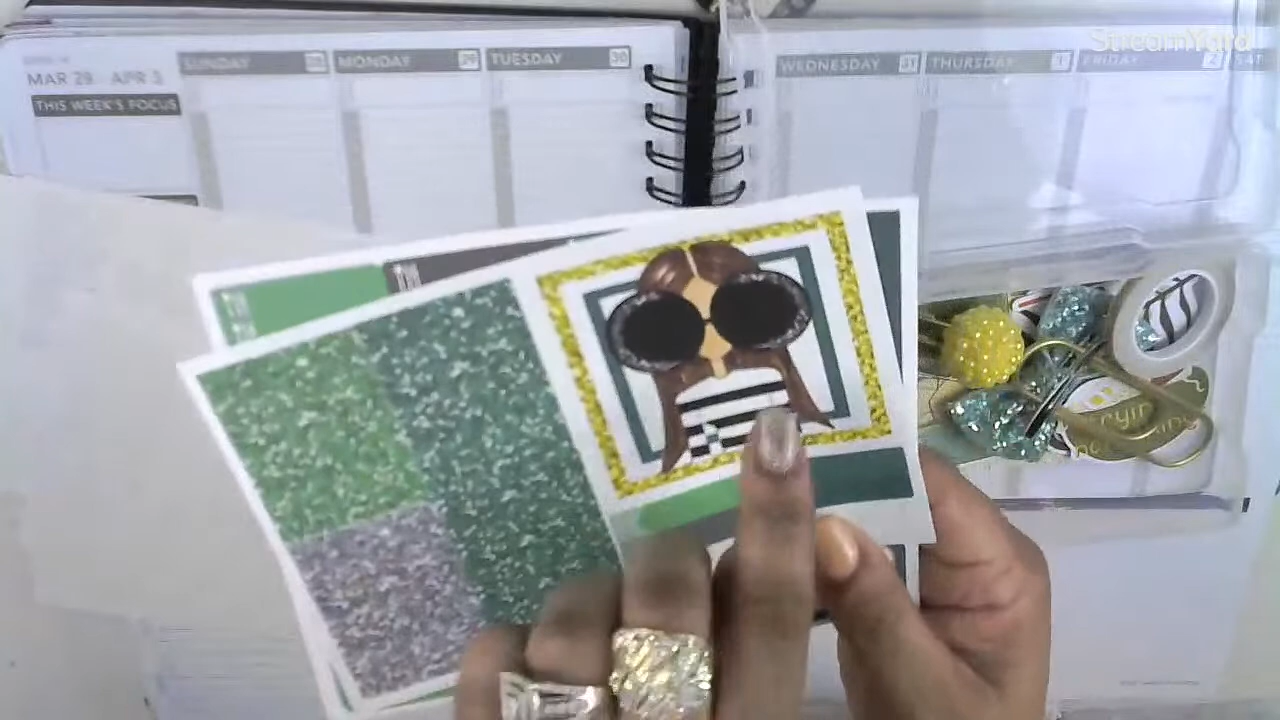 StreamYard
MAR 29 - APR 3
THIS WEEK'S FOCUS
SUNDAY
MONDAY 29
TUESDAY 30
WEDNESDAY 31
THURSDAY 1
FRIDAY 2
SAT